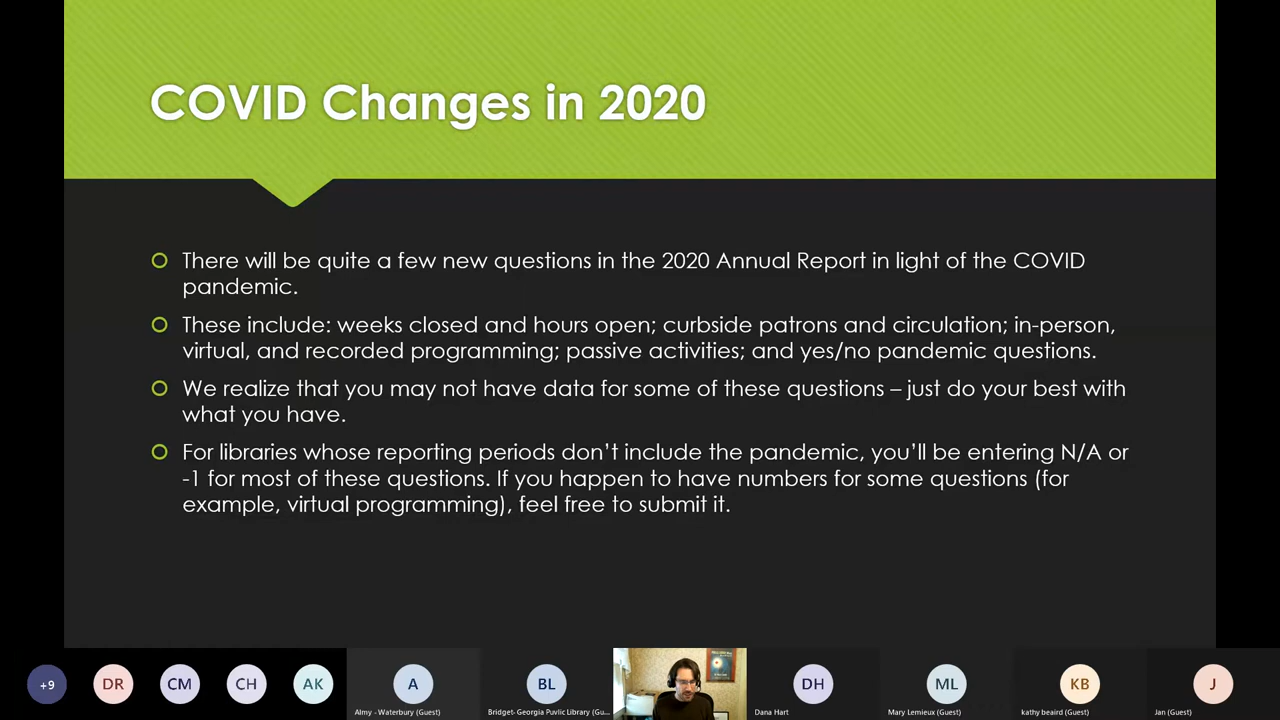 COVID Changes in 2020
There will be quite a few new questions in the 2020 Annual Report in light of the COVID
pandemic.
These include: weeks closed and hours open; curbside patrons and circulation; in-person,
virtual, and recorded programming; passive activities; and yes/no pandemic questions.
We realize that you may not have data for some of these questions – just do your best with
what you have.
For libraries whose reporting periods don't include the pandemic, you'll be entering N/A or
-1 for most of these questions. If you happen to have numbers for some questions (for
example, virtual programming), feel free to submit it.
+9 DR CM CH AK A BL DH ML KB J
Almy - Waterbury (Guest) Bridget- Georgia Puvlic Library (Gu... Dana Hart Mary Lemieux (Guest) kathy beaird (Guest) Jan (Guest)